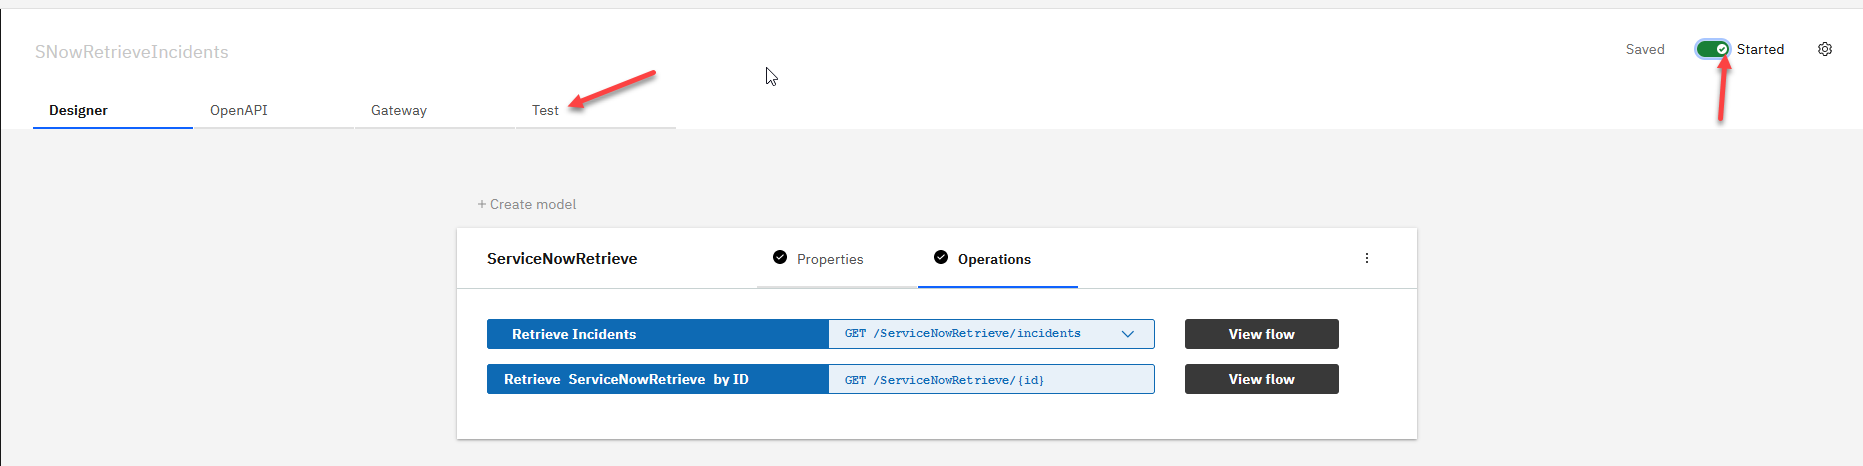 SNowRetrieveIncidents
Saved Started
Designer OpenAPI Gateway Test
+ Create model
ServiceNowRetrieve Properties Operations
Retrieve Incidents GET /ServiceNowRetrieve/incidents View flow
Retrieve ServiceNowRetrieve by ID GET /ServiceNowRetrieve/{id} View flow